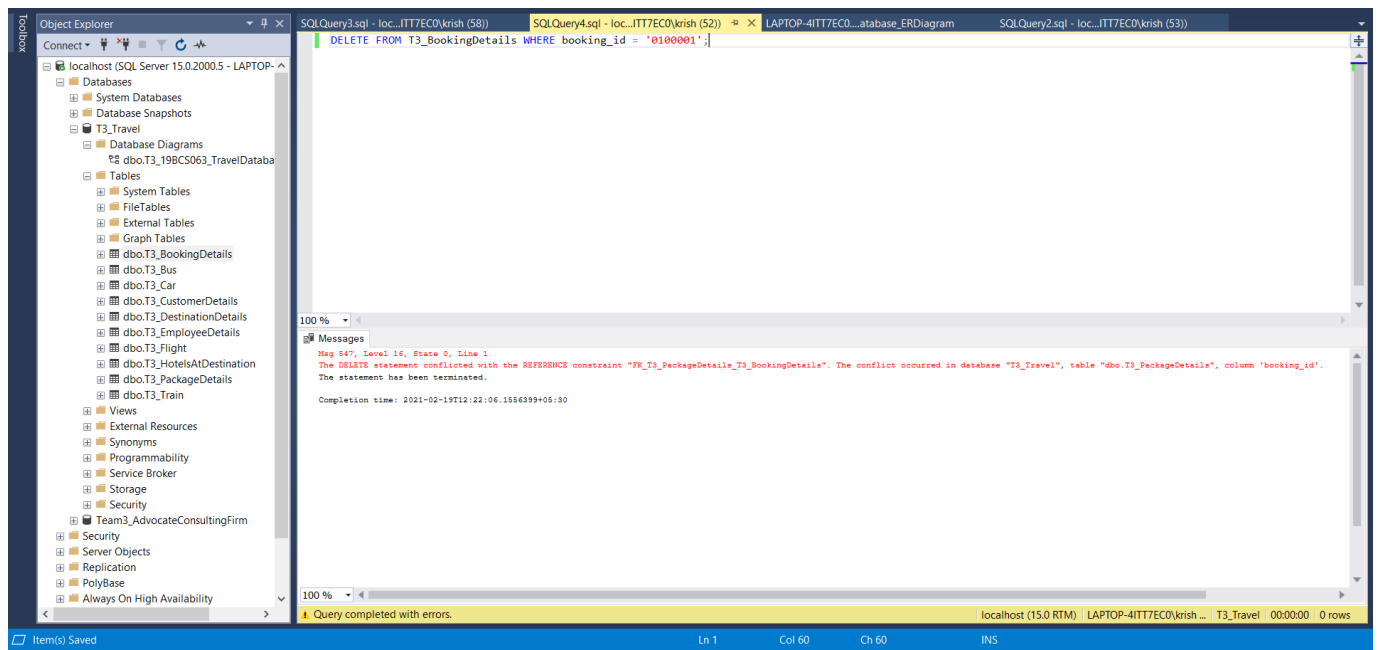 Toolbox
Object Explorer
Connect
localhost (SQL Server 15.0.2000.5 - LAPTOP-
Databases
System Databases
Database Snapshots
T3_Travel
Database Diagrams
dbo.T3_19BCS063_TravelDataba
Tables
System Tables
FileTables
External Tables
Graph Tables
dbo.T3_BookingDetails
dbo.T3_Bus
dbo.T3_Car
dbo.T3_CustomerDetails
dbo.T3_DestinationDetails
dbo.T3_EmployeeDetails
dbo.T3_Flight
dbo.T3_HotelsAtDestination
dbo.T3_PackageDetails
dbo.T3_Train
Views
External Resources
Synonyms
Programmability
Service Broker
Storage
Security
Team3_AdvocateConsultingFirm
Security
Server Objects
Replication
PolyBase
Always On High Availability
SQLQuery3.sql - loc...ITT7EC0\krish (58)) SQLQuery4.sql - loc...ITT7EC0\krish (52)) LAPTOP-4ITT7EC0....atabase_ERDiagram SQLQuery2.sql - loc...ITT7EC0\krish (53))
DELETE FROM T3_BookingDetails WHERE booking_id = '0100001';
100 %
Messages
Msg 547, Level 16, State 0, Line 1
The DELETE statement conflicted with the REFERENCE constraint "FK_T3_PackageDetails_T3_BookingDetails". The conflict occurred in database "T3_Travel", table "dbo.T3_PackageDetails", column 'booking_id'.
The statement has been terminated.
Completion time: 2021-02-19T12:22:06.1556399+05:30
100 %
Query completed with errors. localhost (15.0 RTM) LAPTOP-4ITT7EC0\krish ... T3_Travel 00:00:00 0 rows
Item(s) Saved Ln 1 Col 60 Ch 60 INS